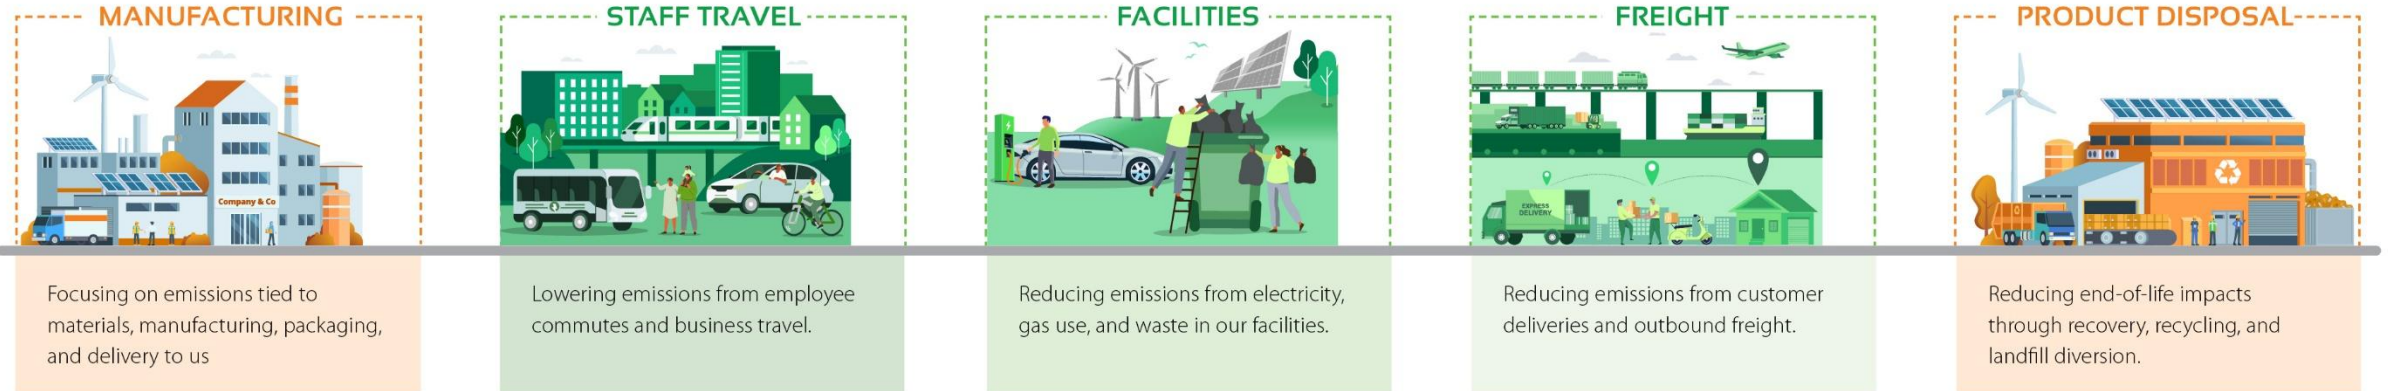 MANUFACTURING
Company & Co
Focusing on emissions tied to
materials, manufacturing, packaging,
and delivery to us
STAFF TRAVEL
Lowering emissions from employee
commutes and business travel.
FACILITIES
Reducing emissions from electricity,
gas use, and waste in our facilities.
FREIGHT
EXPRESS
DELIVERY
Reducing emissions from customer
deliveries and outbound freight.
PRODUCT DISPOSAL
Reducing end-of-life impacts
through recovery, recycling, and
landfill diversion.